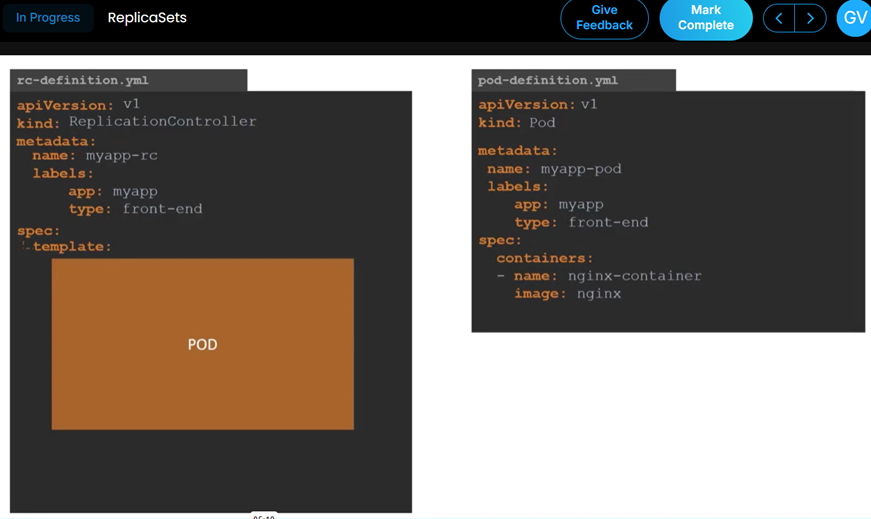 In Progress
ReplicaSets
Give
Feedback
Mark
Complete
GV
rc-definition.yml
apiVersion: v1
kind: ReplicationController
metadata:
name: myapp-rc
labels:
app: myapp
type: front-end
spec:
template:
POD
pod-definition.yml
apiVersion: v1
kind: Pod
metadata:
name: myapp-pod
labels:
app: myapp
type: front-end
spec:
containers:
- name: nginx-container
image: nginx